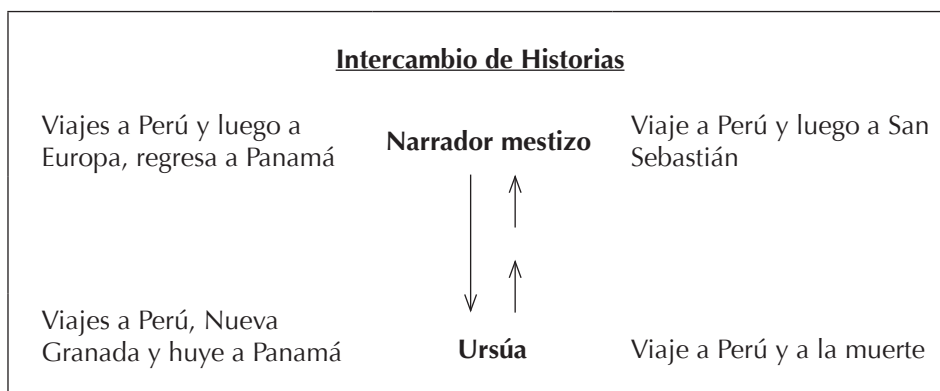 Intercambio de Historias
Viajes a Perú y luego a
Europa, regresa a Panamá
Narrador mestizo
Viaje a Perú y luego a San
Sebastián
Viajes a Perú, Nueva
Granada y huye a Panamá
Ursúa
Viaje a Perú y a la muerte